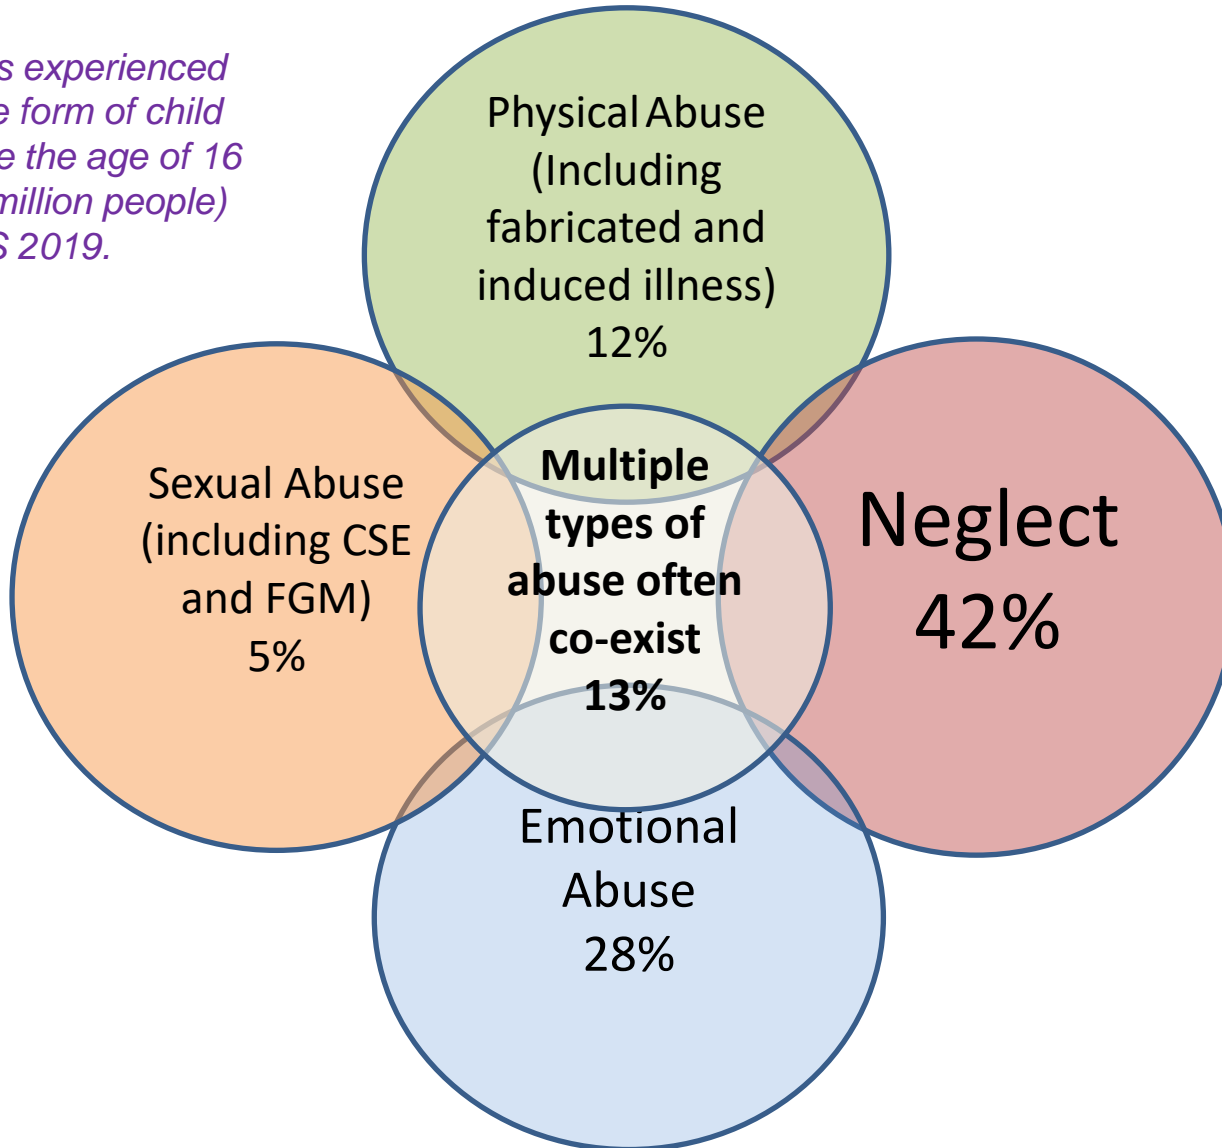 s experienced
e form of child
e the age of 16
million people)
S 2019.
Physical Abuse
(Including
fabricated and
induced illness)
12%
Sexual Abuse
(including CSE
and FGM)
5%
Multiple
types of
abuse often
co-exist
13%
Neglect
42%
Emotional
Abuse
28%